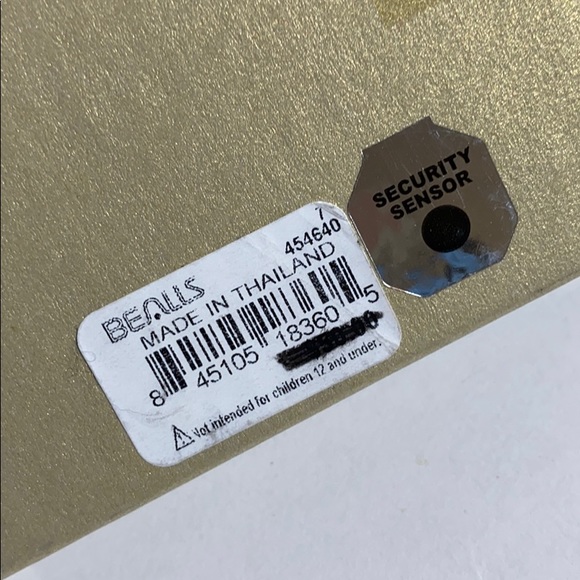 SECURITY
SENSOR
7
454640
BEALLS
MADE IN THAILAND
8 45105 18360 5
Not intended for children 12 and under.